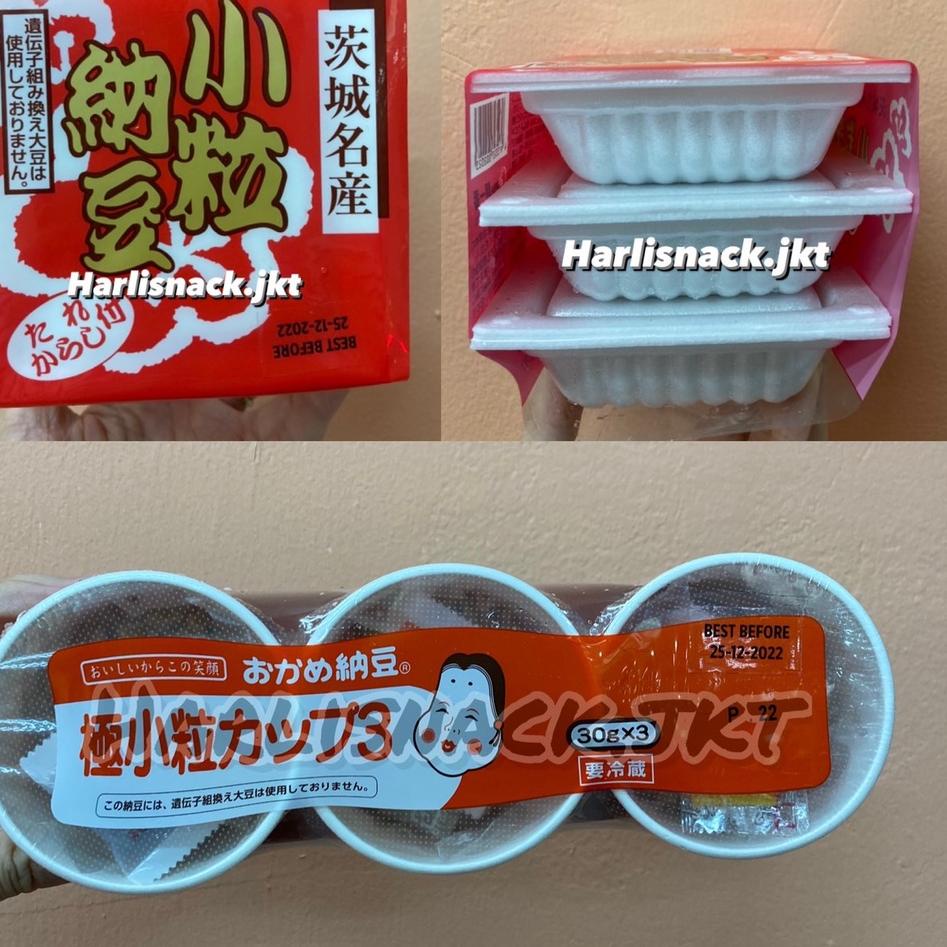 茨城名産
小粒
納豆
遺伝子組み換え大豆は
使用しておりません。
たれ
からし付
BEST BEFORE
25-12-2022
Harlisnack.jkt
Harlisnack.jkt
おいしいからこの笑顔
おかめ納豆®
極小粒カップ3
この納豆には、遺伝子組換え大豆は使用しておりません。
30g×3
要冷蔵
BEST BEFORE
25-12-2022
HARLISNACK.JKT